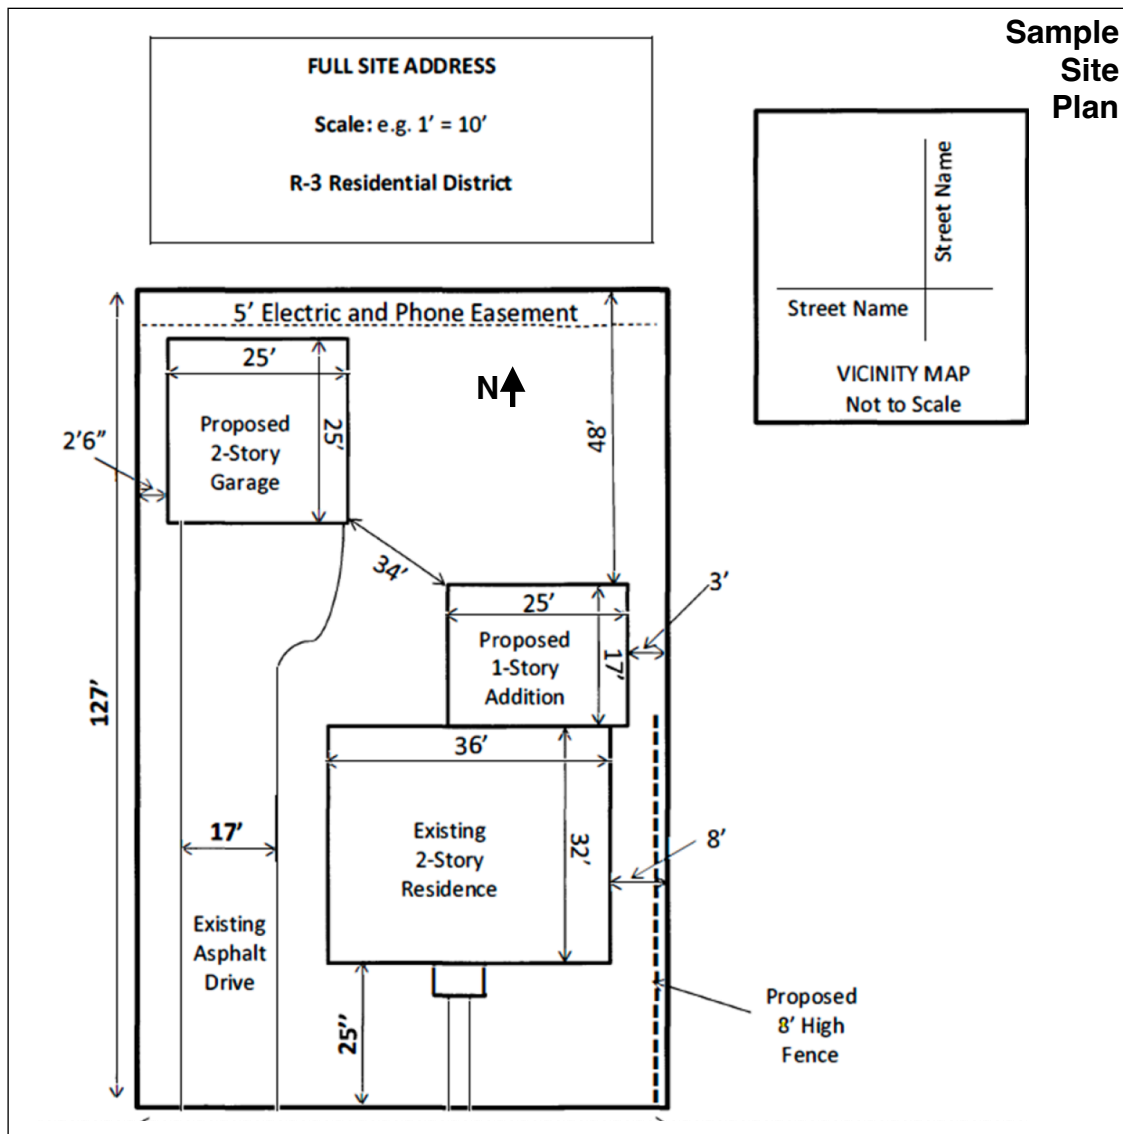 Sample
Site
Plan
FULL SITE ADDRESS
Scale: e.g. 1’ = 10’
R-3 Residential District
Street Name
Street Name
VICINITY MAP
Not to Scale
5’ Electric and Phone Easement
25’
25’
Proposed
2-Story
Garage
N
48’
2’6”
34’
3’
25’
17’
Proposed
1-Story
Addition
127’
36’
32’
Existing
2-Story
Residence
17’
8’
Existing
Asphalt
Drive
25’’
Proposed
8’ High
Fence